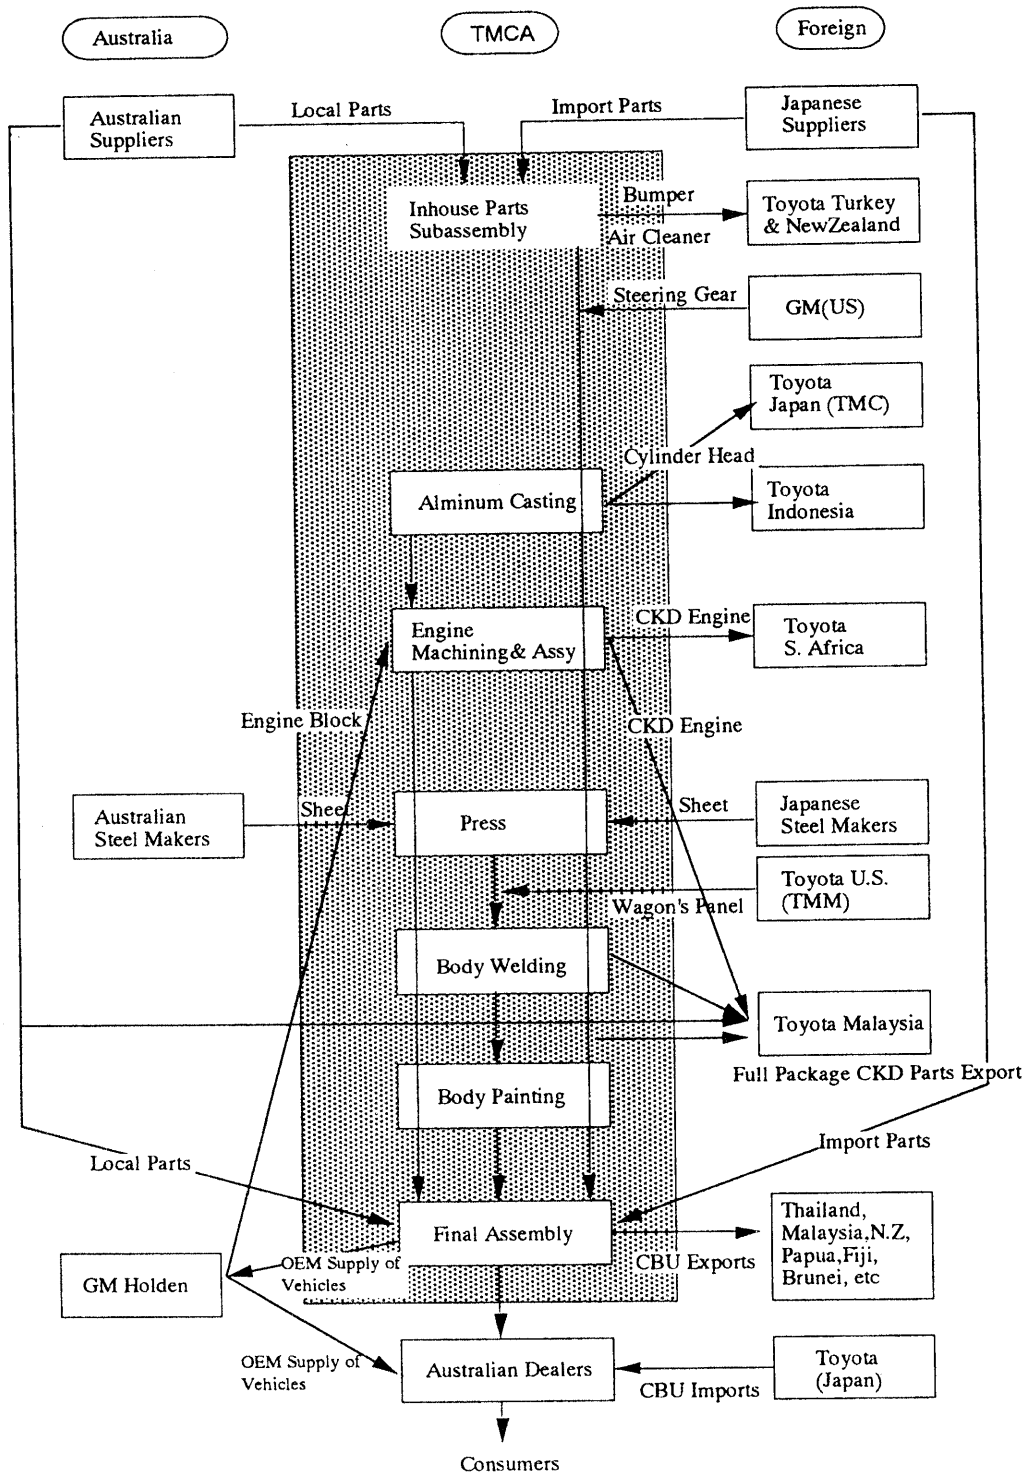 Australia
TMCA
Foreign
Australian
Suppliers
Local Parts
Import Parts
Japanese
Suppliers
Inhouse Parts
Subassembly
Bumper
Air Cleaner
Toyota Turkey
& NewZealand
Steering Gear
GM(US)
Toyota
Japan (TMC)
Cylinder Head
Alminum Casting
Toyota
Indonesia
Engine
Machining& Assy
CKD Engine
Toyota
S. Africa
Engine Block
CKD Engine
Australian
Steel Makers
Sheet
Press
Sheet
Japanese
Steel Makers
Wagon's Panel
Toyota U.S.
(TMM)
Body Welding
Toyota Malaysia
Full Package CKD Parts Export
Body Painting
Local Parts
Import Parts
Final Assembly
CBU Exports
Thailand,
Malaysia,N.Z,
Papua,Fiji,
Brunei, etc
GM Holden
OEM Supply of
Vehicles
OEM Supply of
Vehicles
Australian Dealers
CBU Imports
Toyota
(Japan)
Consumers